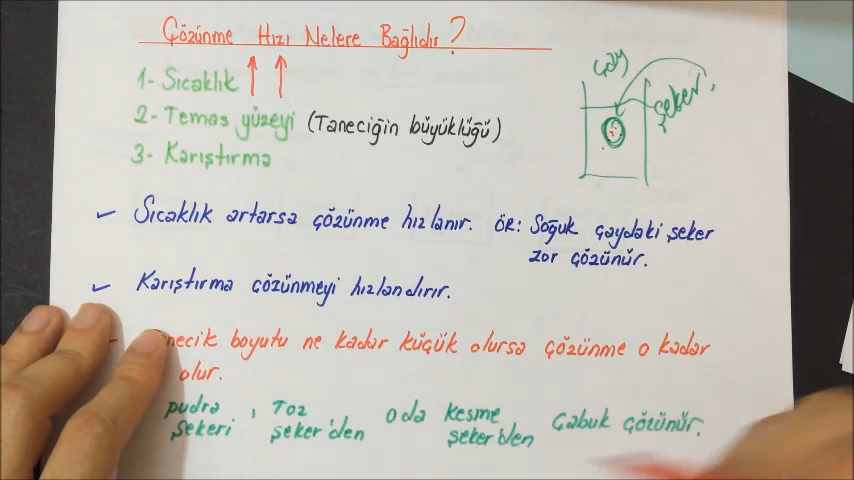 Çözünme Hızı Nelere Bağlıdır?
1- Sıcaklık
2- Temas yüzeyi (Taneciğin büyüklüğü)
3- Karıştırma
çay
şeker
Sıcaklık artarsa çözünme hızlanır. ÖR: Soğuk çaydaki şeker
zor çözünür.
Karıştırma çözünmeyi hızlandırır.
necik boyutu ne kadar küçük olursa çözünme o kadar
olur.
pudra şekeri, Toz şeker'den o da kesme şeker'den çabuk çözünür.